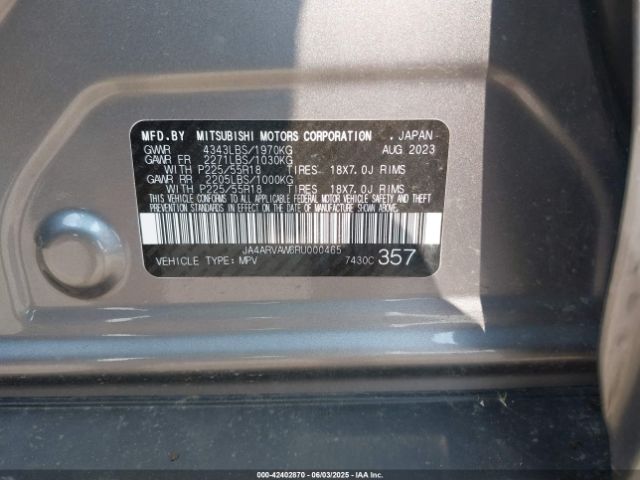 MFD.BY MITSUBISHI MOTORS CORPORATION . JAPAN
GVWR 4343LBS/1970KG AUG 2023
GAWR FR 2271LBS/1030KG
WITH P225/55R18 TIRES 18X7.0J RIMS
GAWR RR 2205LBS/1000KG
WITH P225/55R18 TIRES 18X7.0J RIMS
THIS VEHICLE CONFORMS TO ALL APPLICABLE FEDERAL MOTOR VEHICLE SAFETY BUMPER AND THEFT
PREVENTION STANDARDS IN EFFECT ON THE DATE OF MANUFACTURE SHOWN ABOVE.
JA4ARVAW6RU000465
VEHICLE TYPE: MPV 7430C 357
000-42402870 - 06/03/2025 - IAA Inc.